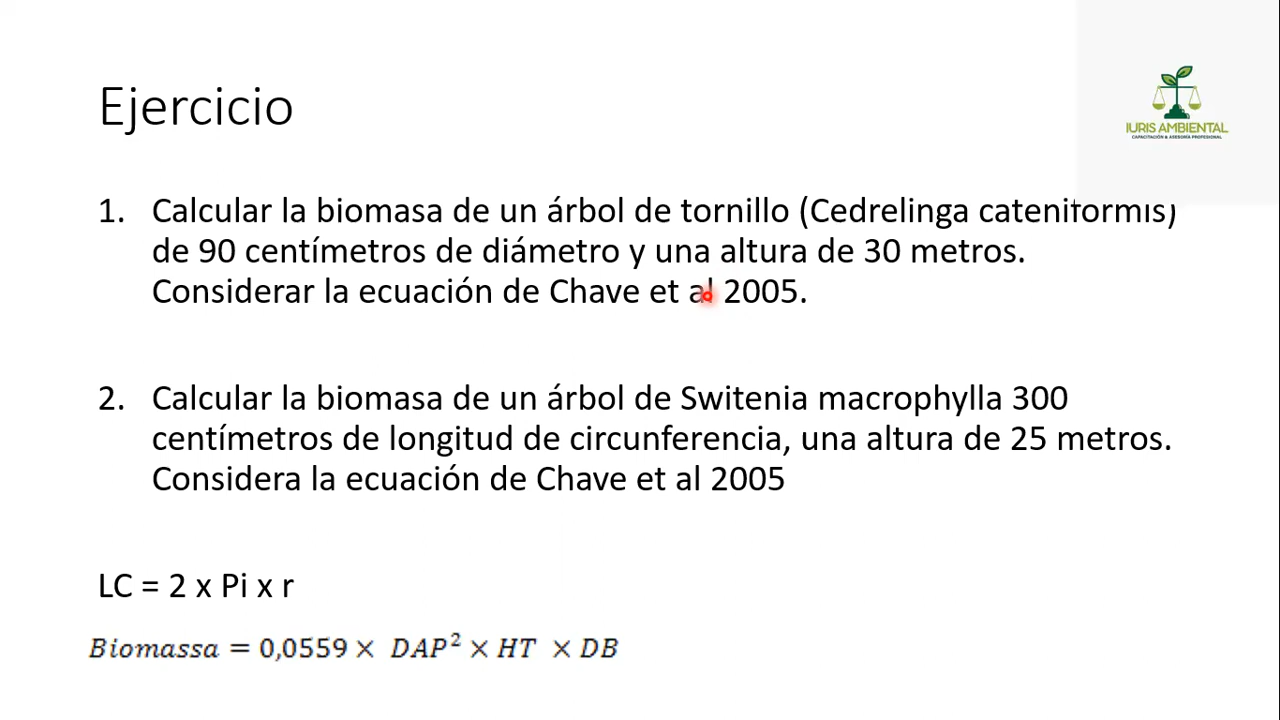 Ejercicio
IURIS AMBIENTAL
CAPACITACIÓN & ASESORÍA PROFESIONAL
1. Calcular la biomasa de un árbol de tornillo (Cedrelinga cateniformis)
de 90 centímetros de diámetro y una altura de 30 metros.
Considerar la ecuación de Chave et al 2005.
2. Calcular la biomasa de un árbol de Switenia macrophylla 300
centímetros de longitud de circunferencia, una altura de 25 metros.
Considera la ecuación de Chave et al 2005
LC = 2 x Pi x r
Biomassa = 0,0559 × DAP² × HT × DB